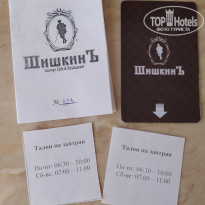 TOP Hotels
ФОТО ТУРИСТА
ШишкинЪ
Lounge Cafe & Restaurant
№
ШишкинЪ
Талон на завтрак
Пн-пт: 06:30 – 10:00
Сб-вс: 07:00 – 11:00
Талон на завтрак
Пн-пт: 06:30 – 10:00
Сб-вс: 07:00 – 11:00